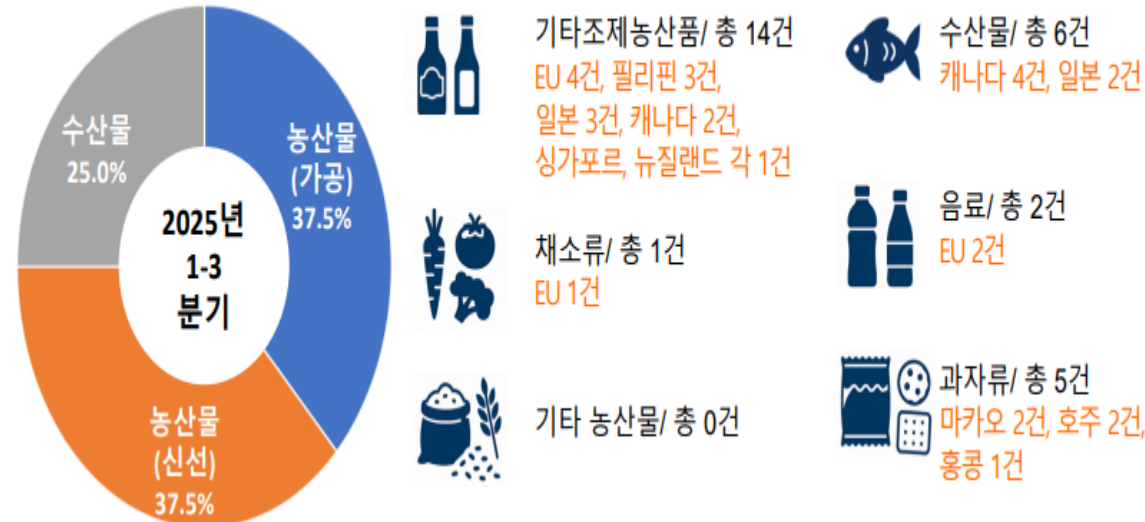 수산물
25.0%
농산물
(가공)
37.5%
2025년
1-3
분기
농산물
(신선)
37.5%
기타조제농산품/ 총 14건
EU 4건, 필리핀 3건,
일본 3건, 캐나다 2건,
싱가포르, 뉴질랜드 각 1건
채소류/ 총 1건
EU 1건
기타 농산물/ 총 0건
수산물/ 총 6건
캐나다 4건, 일본 2건
음료/ 총 2건
EU 2건
과자류/ 총 5건
마카오 2건, 호주 2건,
홍콩 1건